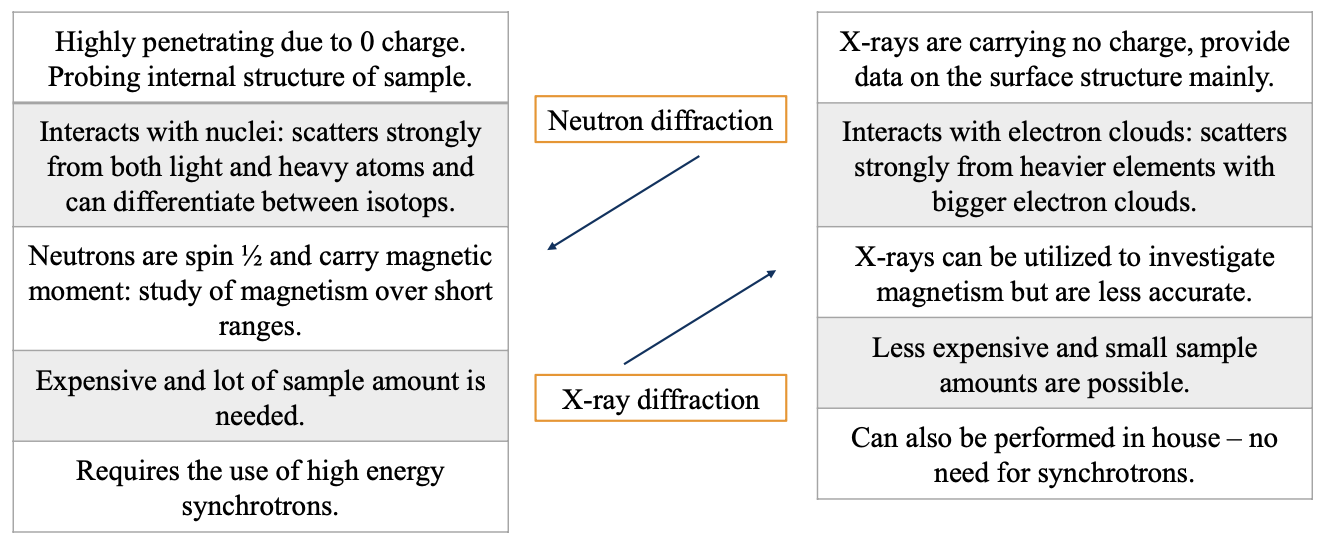 Highly penetrating due to 0 charge.
Probing internal structure of sample.
Interacts with nuclei: scatters strongly
from both light and heavy atoms and
can differentiate between isotops.
Neutrons are spin ½ and carry magnetic
moment: study of magnetism over short
ranges.
Expensive and lot of sample amount is
needed.
Requires the use of high energy
synchrotrons.
Neutron diffraction
X-ray diffraction
X-rays are carrying no charge, provide
data on the surface structure mainly.
Interacts with electron clouds: scatters
strongly from heavier elements with
bigger electron clouds.
X-rays can be utilized to investigate
magnetism but are less accurate.
Less expensive and small sample
amounts are possible.
Can also be performed in house – no
need for synchrotrons.